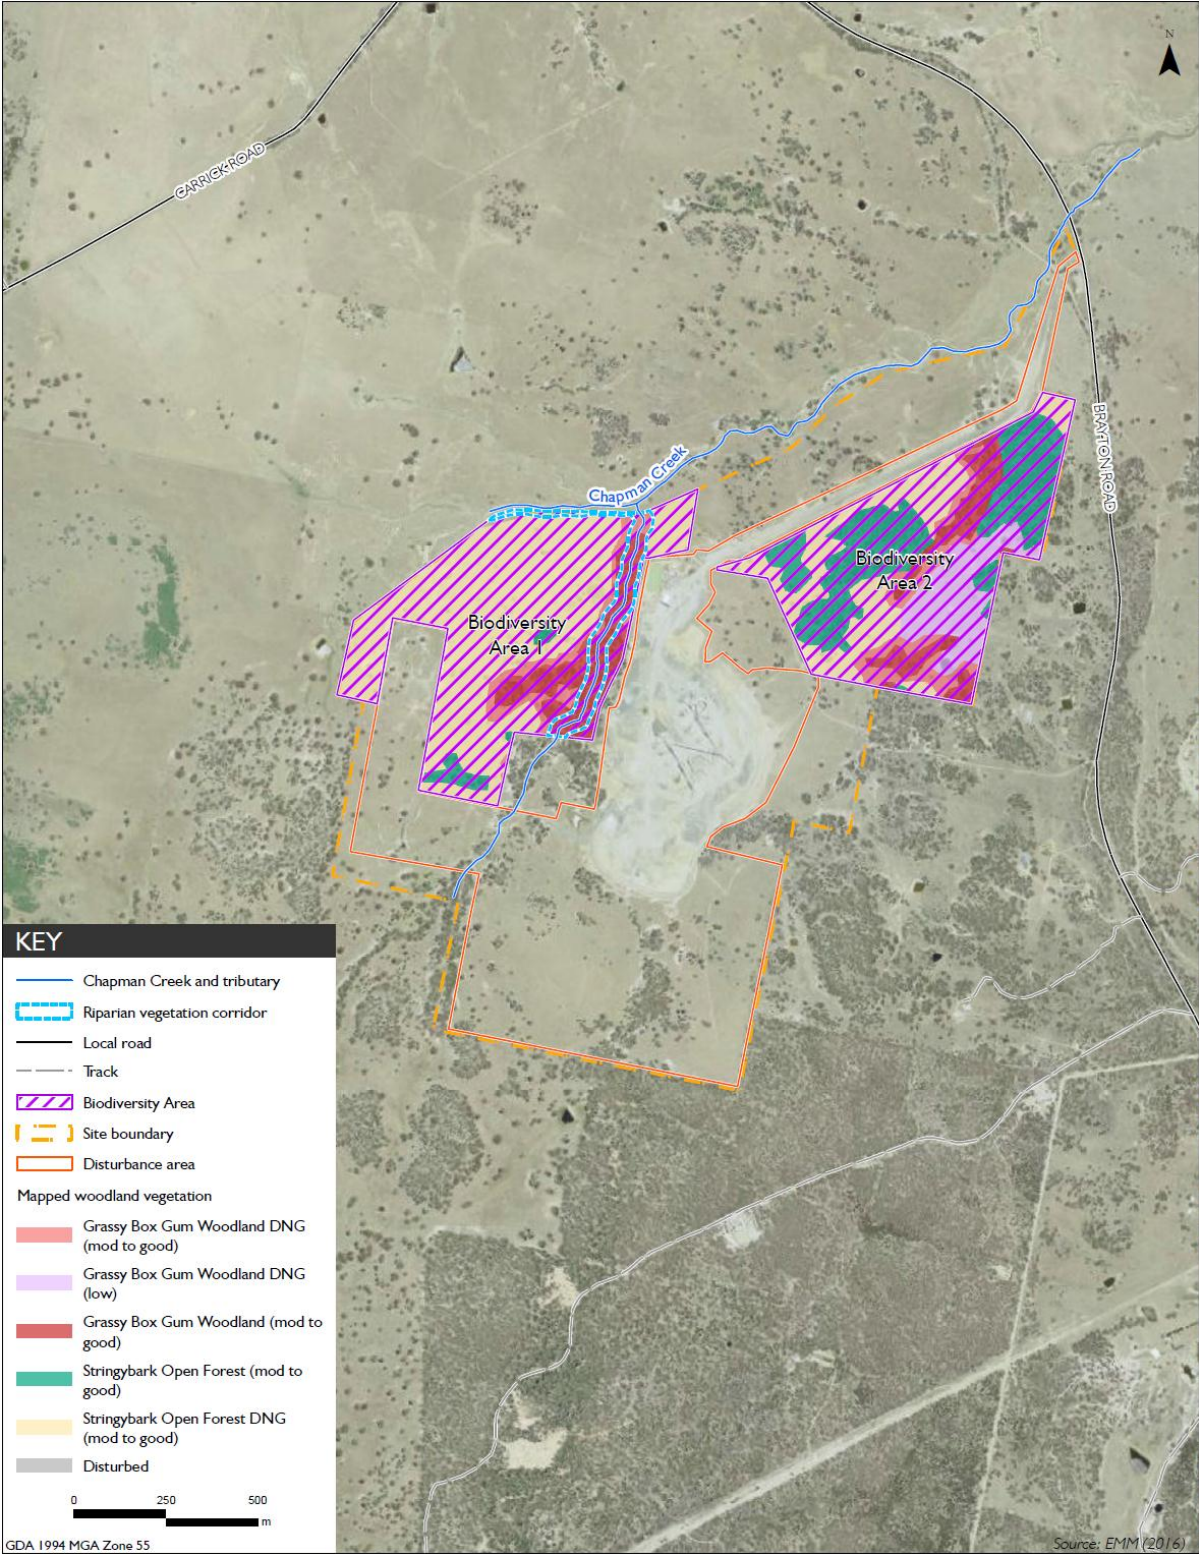 N
GARRICK ROAD
Chapman Creek
BRAYTON ROAD
Biodiversity
Area 2
Biodiversity
Area 1
KEY
Chapman Creek and tributary
Riparian vegetation corridor
Local road
Track
Biodiversity Area
Site boundary
Disturbance area
Mapped woodland vegetation
Grassy Box Gum Woodland DNG
(mod to good)
Grassy Box Gum Woodland DNG
(low)
Grassy Box Gum Woodland (mod to
good)
Stringybark Open Forest (mod to
good)
Stringybark Open Forest DNG
(mod to good)
Disturbed
0 250 500
m
GDA 1994 MGA Zone 55
Source: EMM (2016)